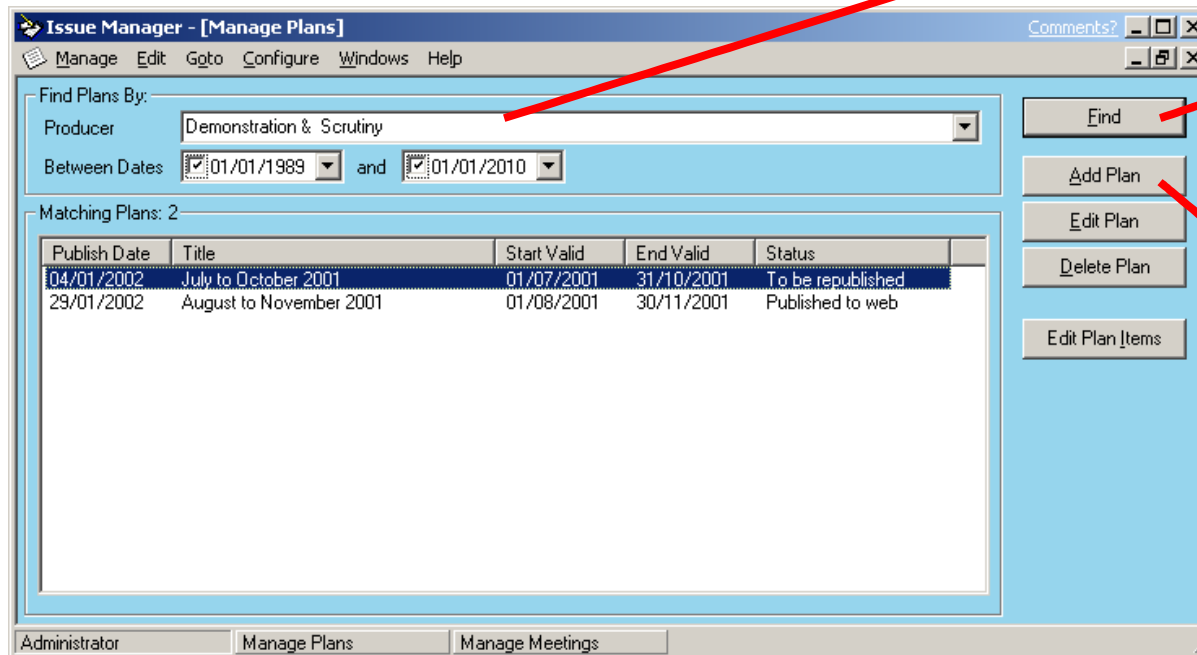 Issue Manager - [Manage Plans] Comments?
Manage Edit Goto Configure Windows Help
Find Plans By:
Producer Demonstration & Scrutiny
Between Dates 01/01/1989 and 01/01/2010
Find
Add Plan
Edit Plan
Delete Plan
Edit Plan Items
Matching Plans: 2
Publish Date Title Start Valid End Valid Status
04/01/2002 July to October 2001 01/07/2001 31/10/2001 To be republished
29/01/2002 August to November 2001 01/08/2001 30/11/2001 Published to web
Administrator Manage Plans Manage Meetings